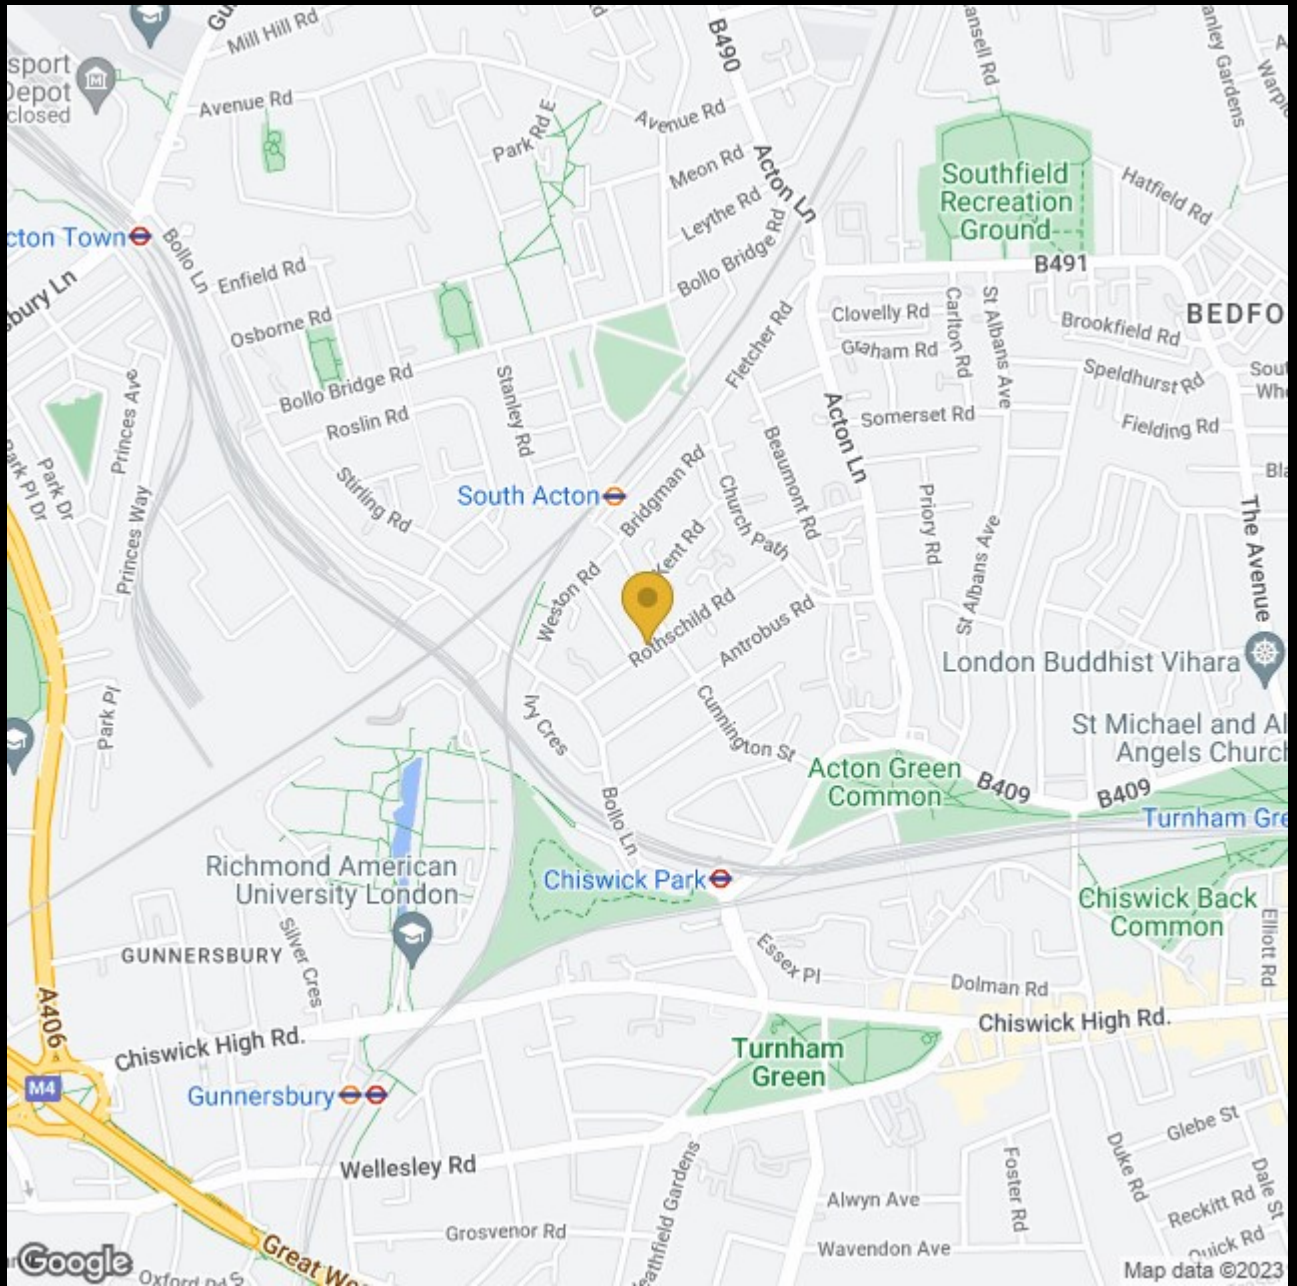 Mill Hill Rd
B490
sport
Depot
closed
Avenue Rd
Park Rd E
Avenue Rd
Meon Rd
Acton Ln
Leythe Rd
Southfield
Recreation
Ground
Hatfield Rd
cton Town
Bollo Ln
Enfield Rd
Bollo Bridge Rd
B491
sbury Ln
Osborne Rd
Fletcher Rd
Clovelly Rd
Carlton Rd
St Albans Ave
Brookfield Rd
BEDFO
Graham Rd
Speldhurst Rd
Princes Ave
Bollo Bridge Rd
Stanley Rd
Roslin Rd
Acton Ln
Somerset Rd
Fielding Rd
Park Pl Dr
Park Dr
Princes Way
Stirling Rd
South Acton
Bridgman Rd
Church Path
Beaumont Rd
Priory Rd
St Albans Ave
The Avenue
Kent Rd
Weston Rd
Rothschild Rd
Antrobus Rd
London Buddhist Vihara
Park Pl
Ivy Cres
Cunnington St
St Michael and Al
Angels Church
Acton Green
Common
B409
B409
Bollo Ln
Turnham Gre
Richmond American
University London
Chiswick Park
Chiswick Back
Common
GUNNERSBURY
Silver Cres
Essex Pl
Elliott Rd
Dolman Rd
A406
Chiswick High Rd.
Chiswick High Rd.
Turnham
Green
M4
Gunnersbury
Glebe St
Wellesley Rd
Heathfield Gardens
Foster Rd
Duke Rd
Dale St
Alwyn Ave
Reckitt Rd
Grosvenor Rd
Wavendon Ave
Quick Rd
Google
Great We
Map data ©2023